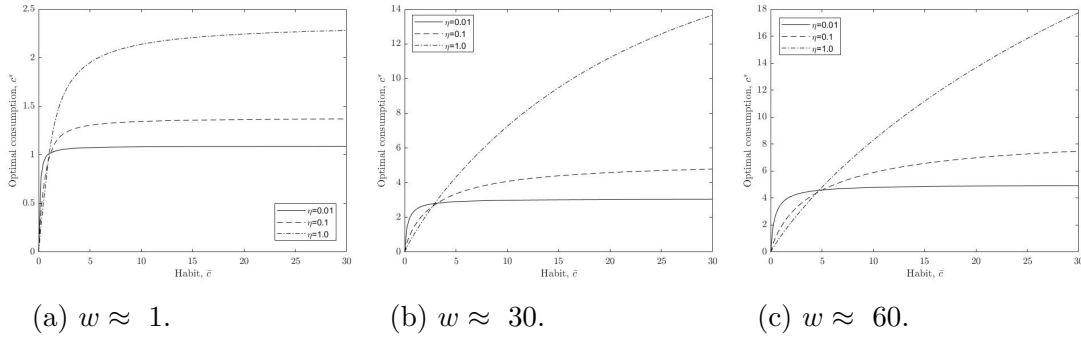 2.5
2
1.5
1
0.5
0
0 5 10 15 20 25 30
Optimal consumption, c*
Habit, c̄
η=0.01
η=0.1
η=1.0
(a) w ≈ 1.
14
12
10
8
6
4
2
0
0 5 10 15 20 25 30
Optimal consumption, c*
Habit, c̄
η=0.01
η=0.1
η=1.0
(b) w ≈ 30.
18
16
14
12
10
8
6
4
2
0
0 5 10 15 20 25 30
Optimal consumption, c*
Habit, c̄
η=0.01
η=0.1
η=1.0
(c) w ≈ 60.